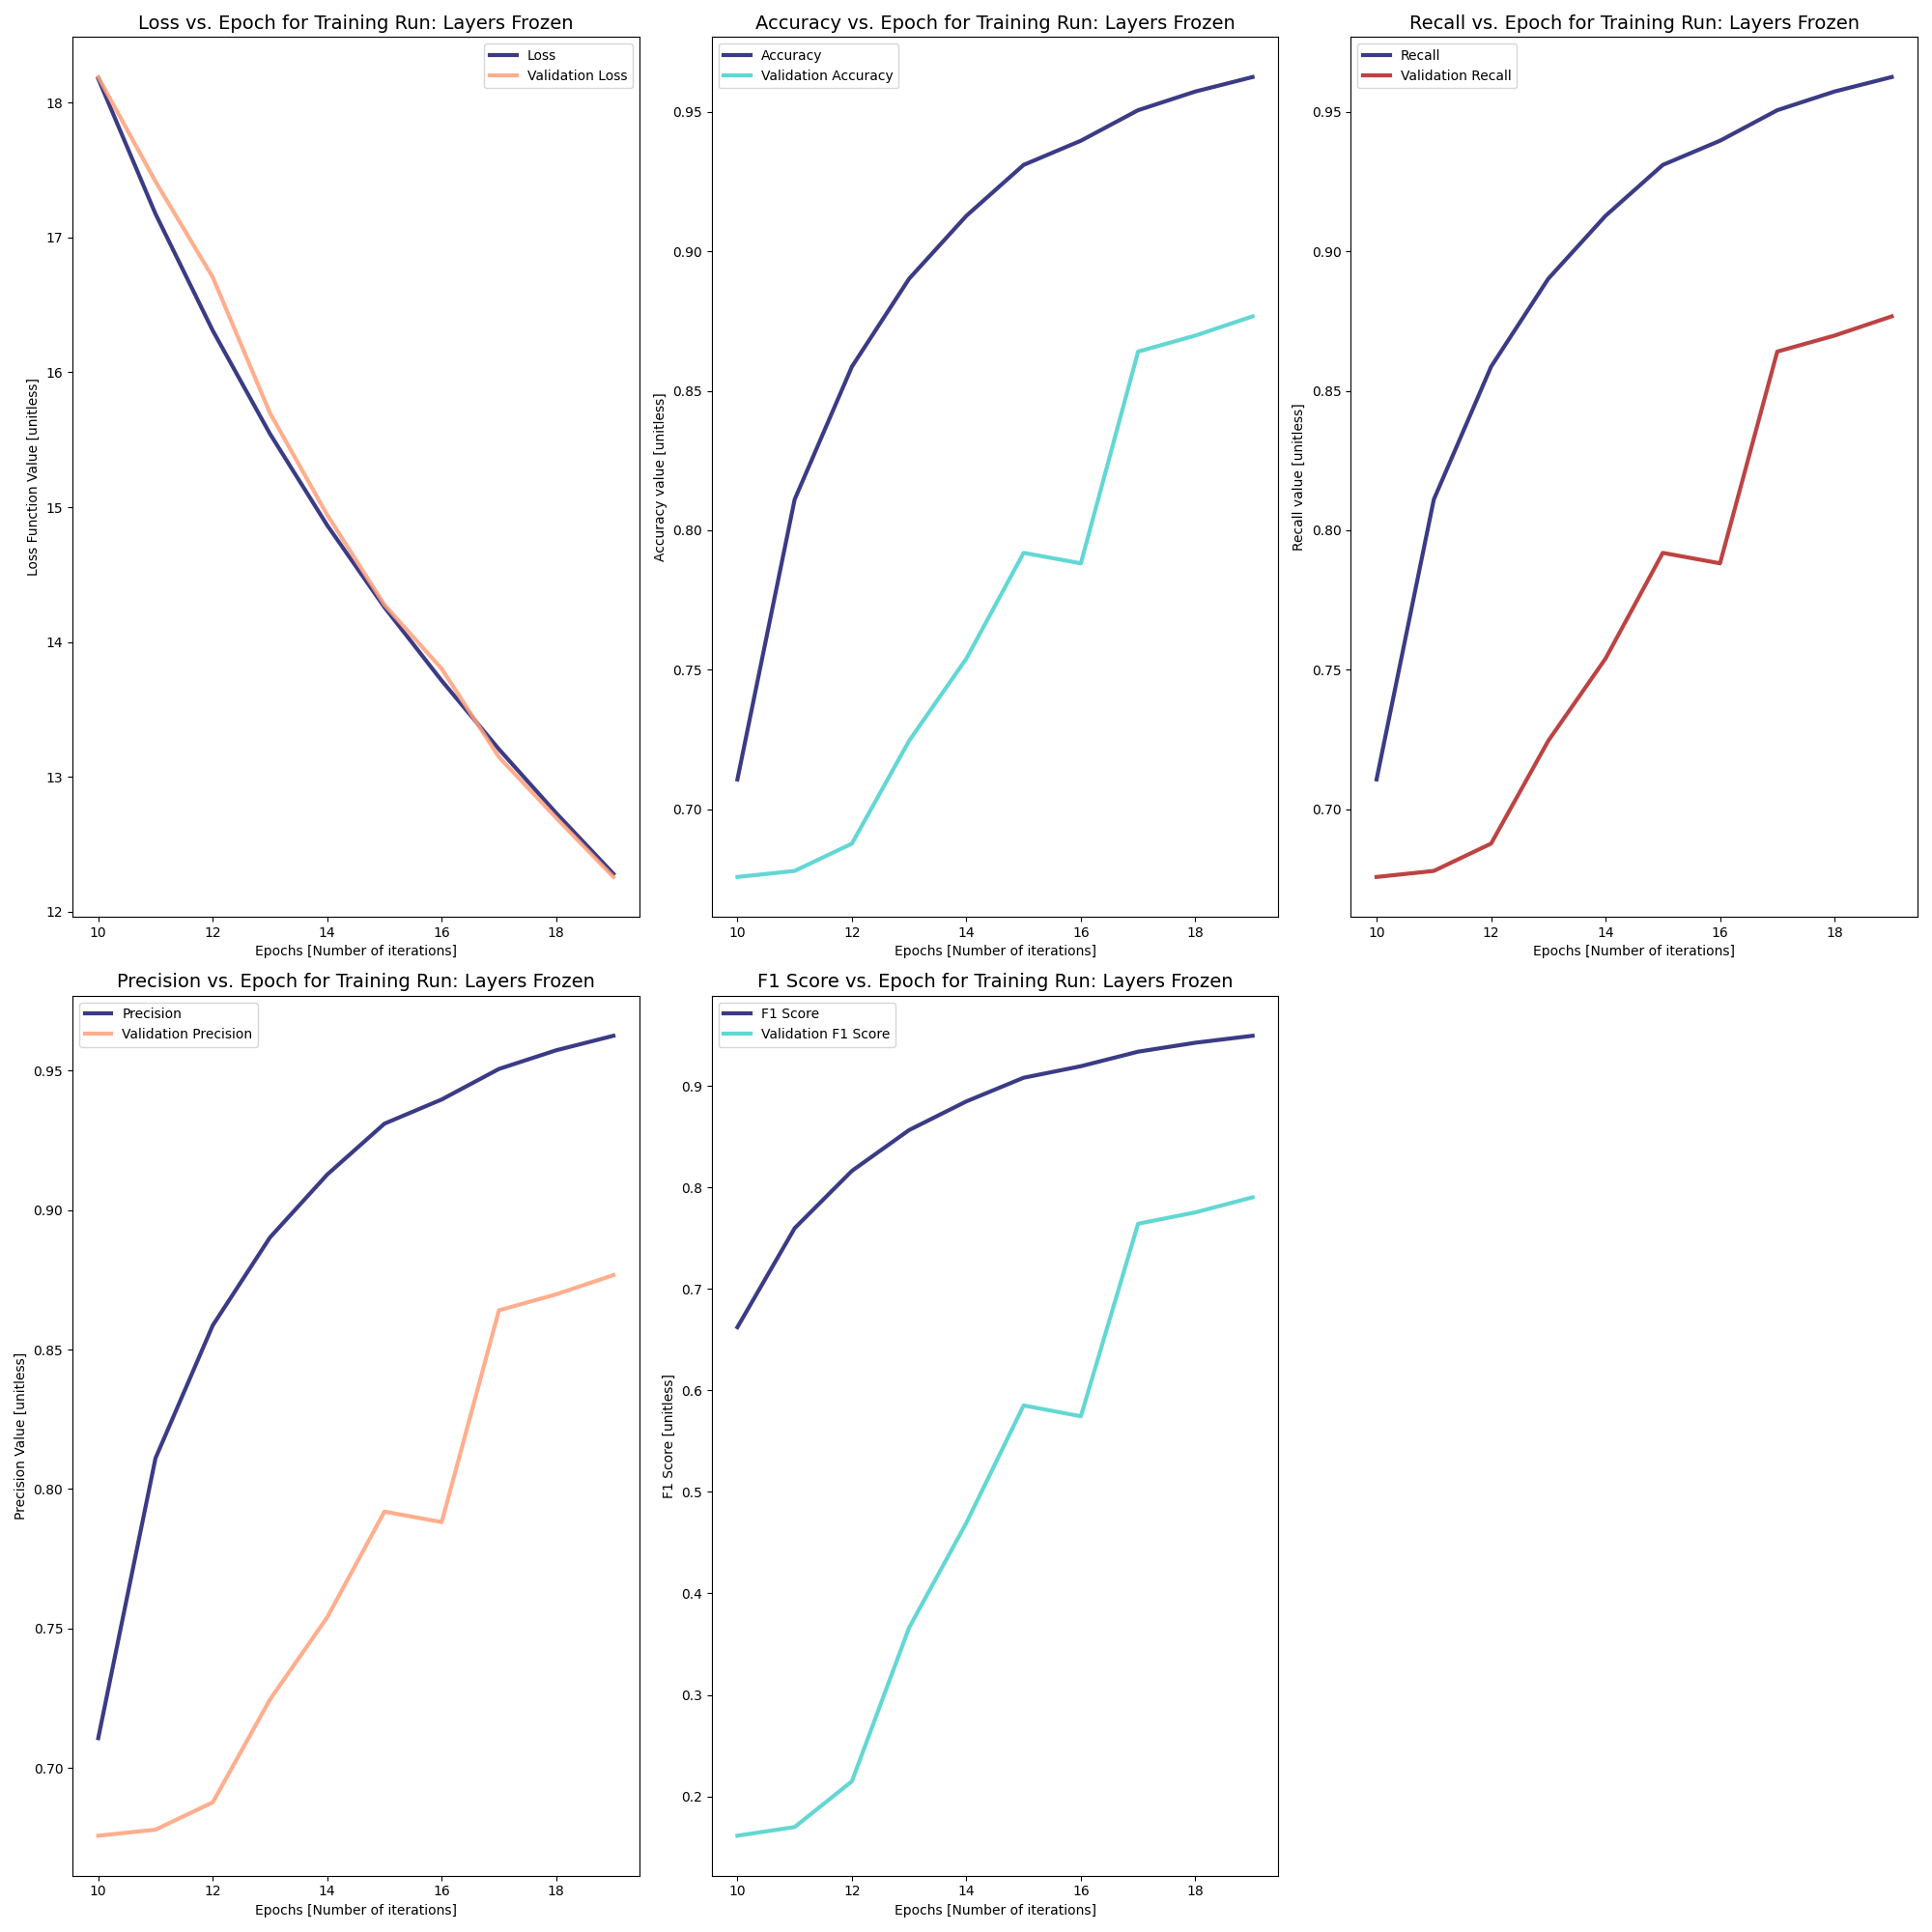 Loss vs. Epoch for Training Run: Layers Frozen
Loss
Validation Loss
18
17
16
15
14
13
12
Loss Function Value [unitless]
10 12 14 16 18
Epochs [Number of iterations]
Accuracy vs. Epoch for Training Run: Layers Frozen
Accuracy
Validation Accuracy
0.95
0.90
0.85
0.80
0.75
0.70
Accuracy value [unitless]
10 12 14 16 18
Epochs [Number of iterations]
Recall vs. Epoch for Training Run: Layers Frozen
Recall
Validation Recall
0.95
0.90
0.85
0.80
0.75
0.70
Recall value [unitless]
10 12 14 16 18
Epochs [Number of iterations]
Precision vs. Epoch for Training Run: Layers Frozen
Precision
Validation Precision
0.95
0.90
0.85
0.80
0.75
0.70
Precision Value [unitless]
10 12 14 16 18
Epochs [Number of iterations]
F1 Score vs. Epoch for Training Run: Layers Frozen
F1 Score
Validation F1 Score
0.9
0.8
0.7
0.6
0.5
0.4
0.3
0.2
F1 Score [unitless]
10 12 14 16 18
Epochs [Number of iterations]